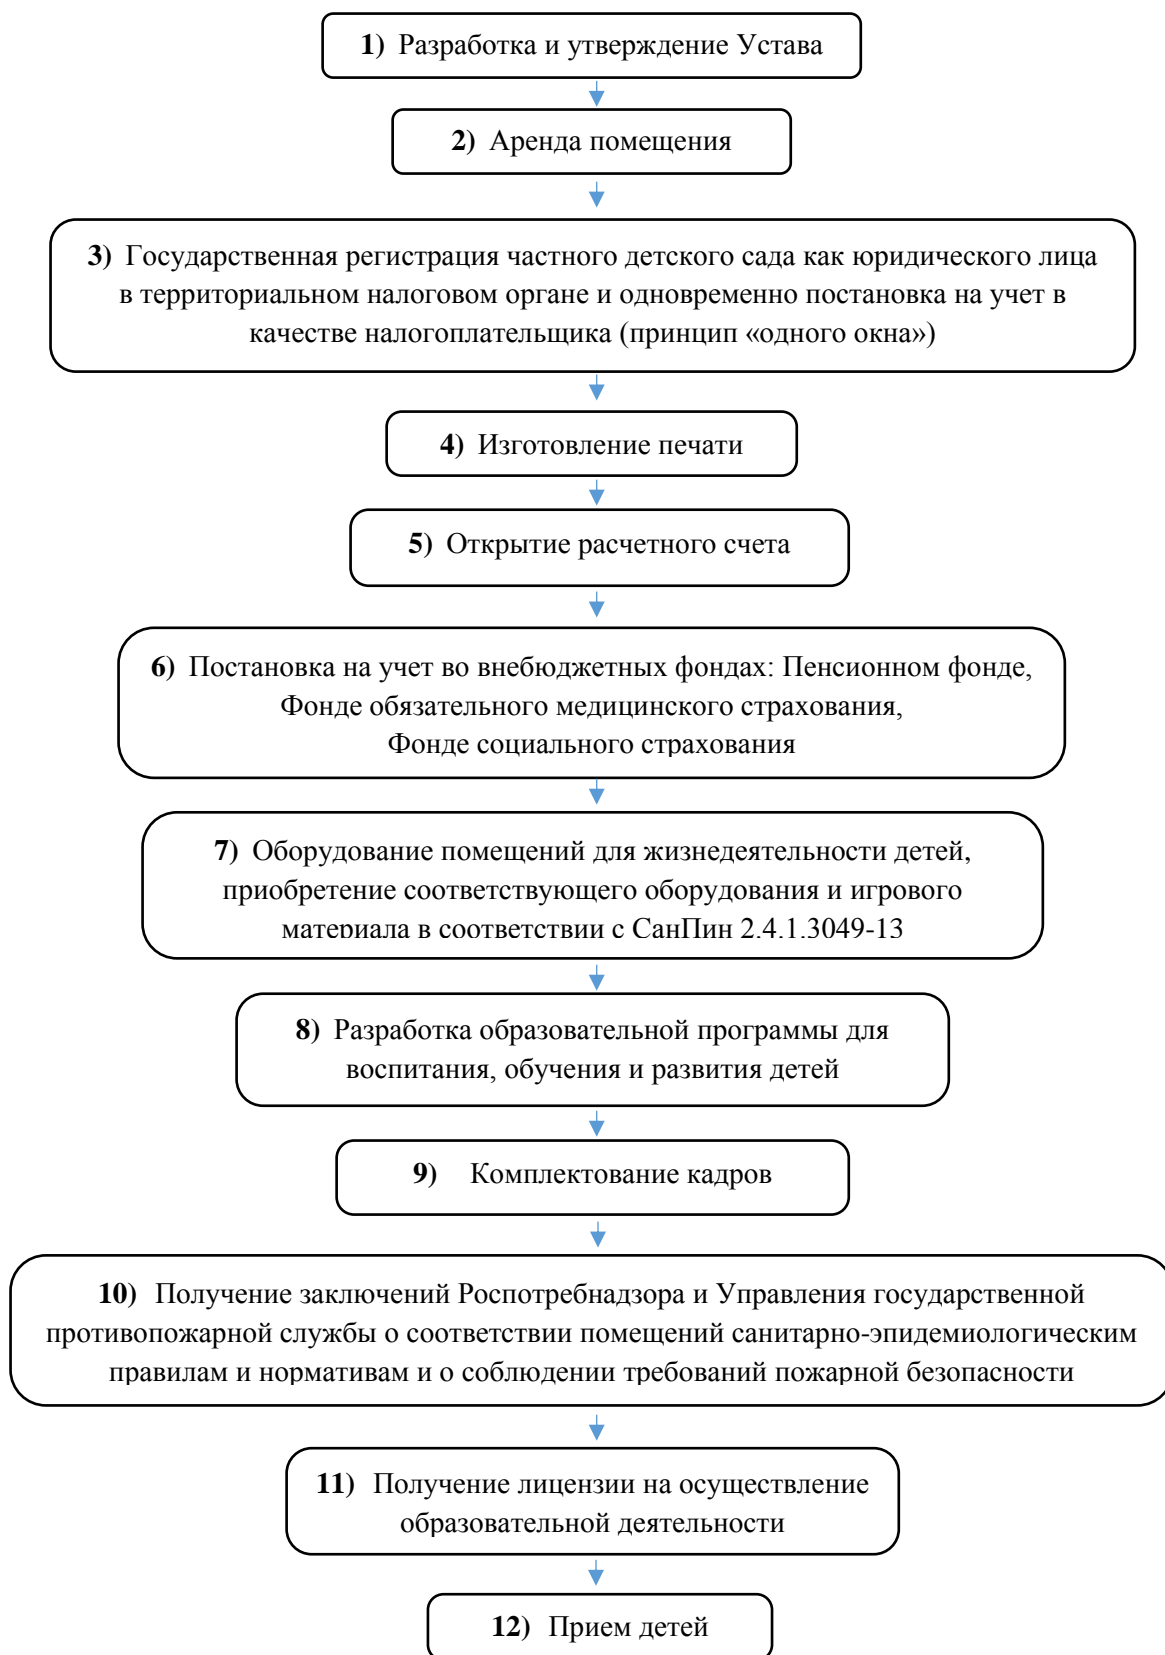 1) Разработка и утверждение Устава
2) Аренда помещения
3) Государственная регистрация частного детского сада как юридического лица
в территориальном налоговом органе и одновременно постановка на учет в
качестве налогоплательщика (принцип «одного окна»)
4) Изготовление печати
5) Открытие расчетного счета
6) Постановка на учет во внебюджетных фондах: Пенсионном фонде,
Фонде обязательного медицинского страхования,
Фонде социального страхования
7) Оборудование помещений для жизнедеятельности детей,
приобретение соответствующего оборудования и игрового
материала в соответствии с СанПин 2.4.1.3049-13
8) Разработка образовательной программы для
воспитания, обучения и развития детей
9) Комплектование кадров
10) Получение заключений Роспотребнадзора и Управления государственной
противопожарной службы о соответствии помещений санитарно-эпидемиологическим
правилам и нормативам и о соблюдении требований пожарной безопасности
11) Получение лицензии на осуществление
образовательной деятельности
12) Прием детей